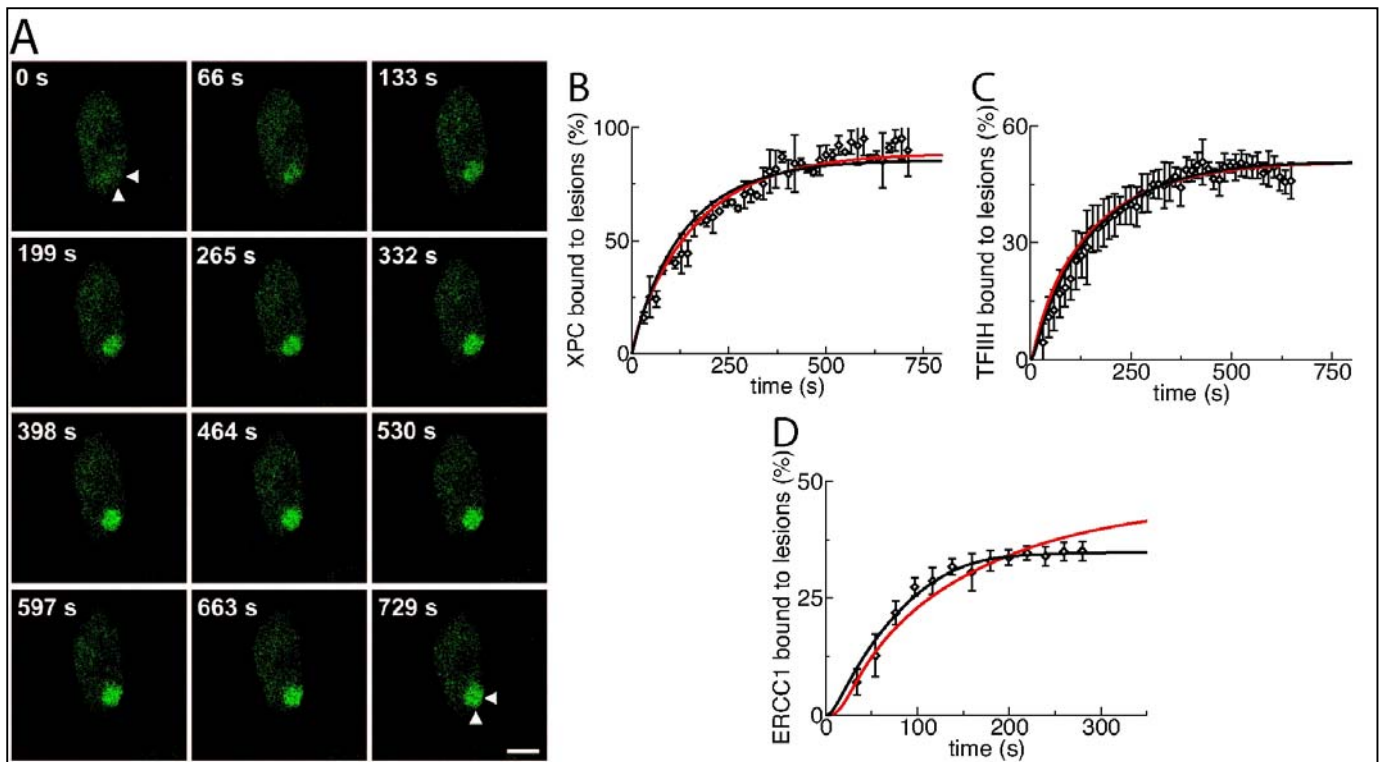 A
0 s
66 s
133 s
199 s
265 s
332 s
398 s
464 s
530 s
597 s
663 s
729 s
B
XPC bound to lesions (%)
100
50
0
0
250
500
750
time (s)
C
TFIIH bound to lesions (%)
60
30
0
0
250
500
750
time (s)
D
ERCC1 bound to lesions (%)
50
25
0
0
100
200
300
time (s)